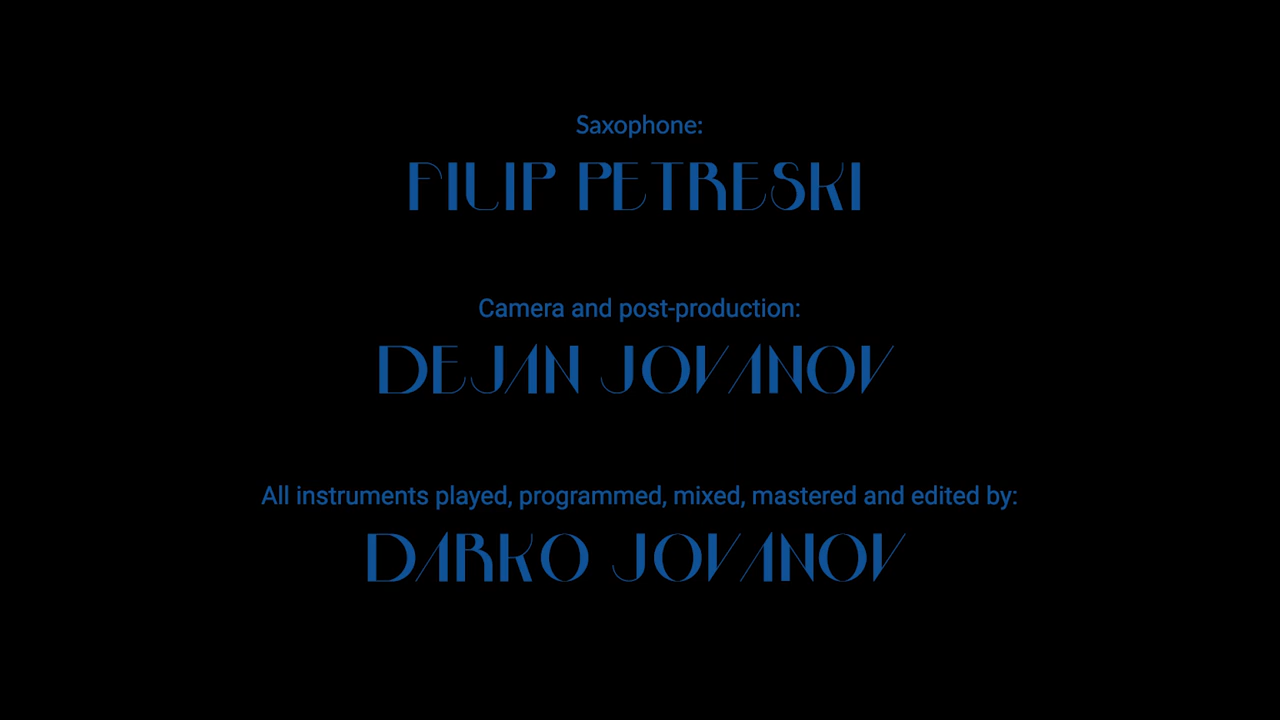 Saxophone:
FILIP PETRESKI
Camera and post-production:
DEJAN JOVANOV
All instruments played, programmed, mixed, mastered and edited by:
DARKO JOVANOV